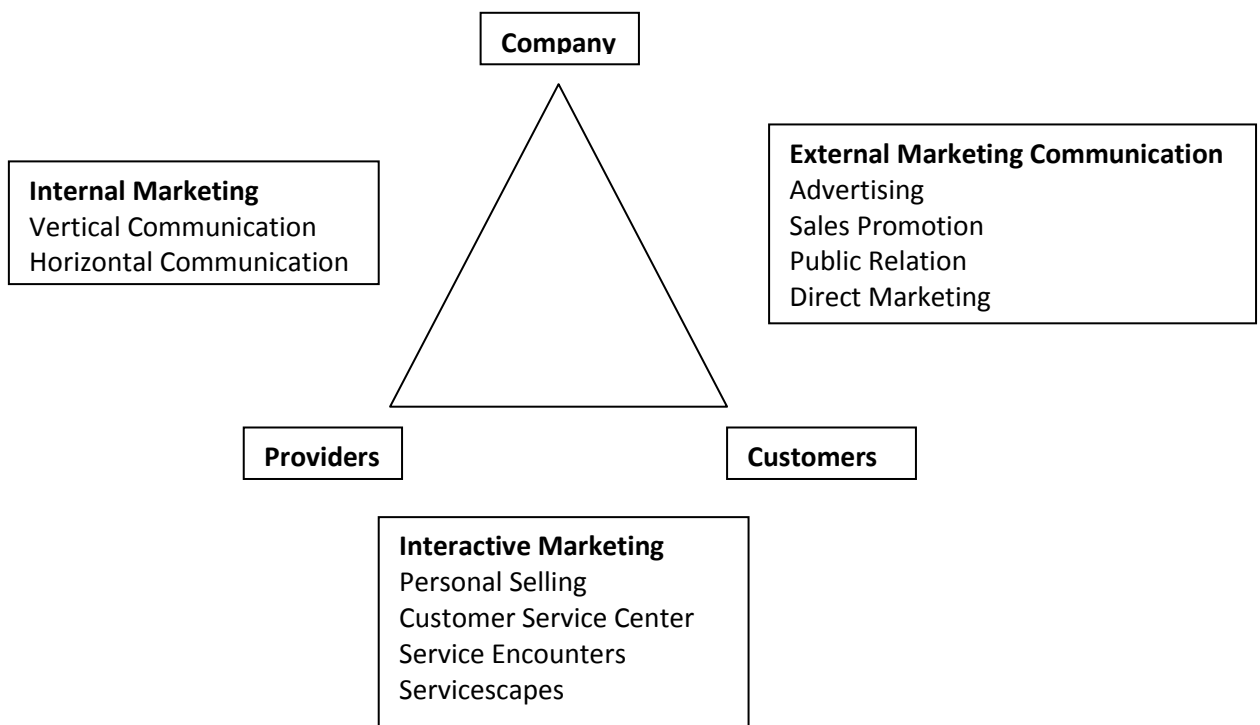 Company
External Marketing Communication
Advertising
Sales Promotion
Public Relation
Direct Marketing
Internal Marketing
Vertical Communication
Horizontal Communication
Providers
Customers
Interactive Marketing
Personal Selling
Customer Service Center
Service Encounters
Servicescapes